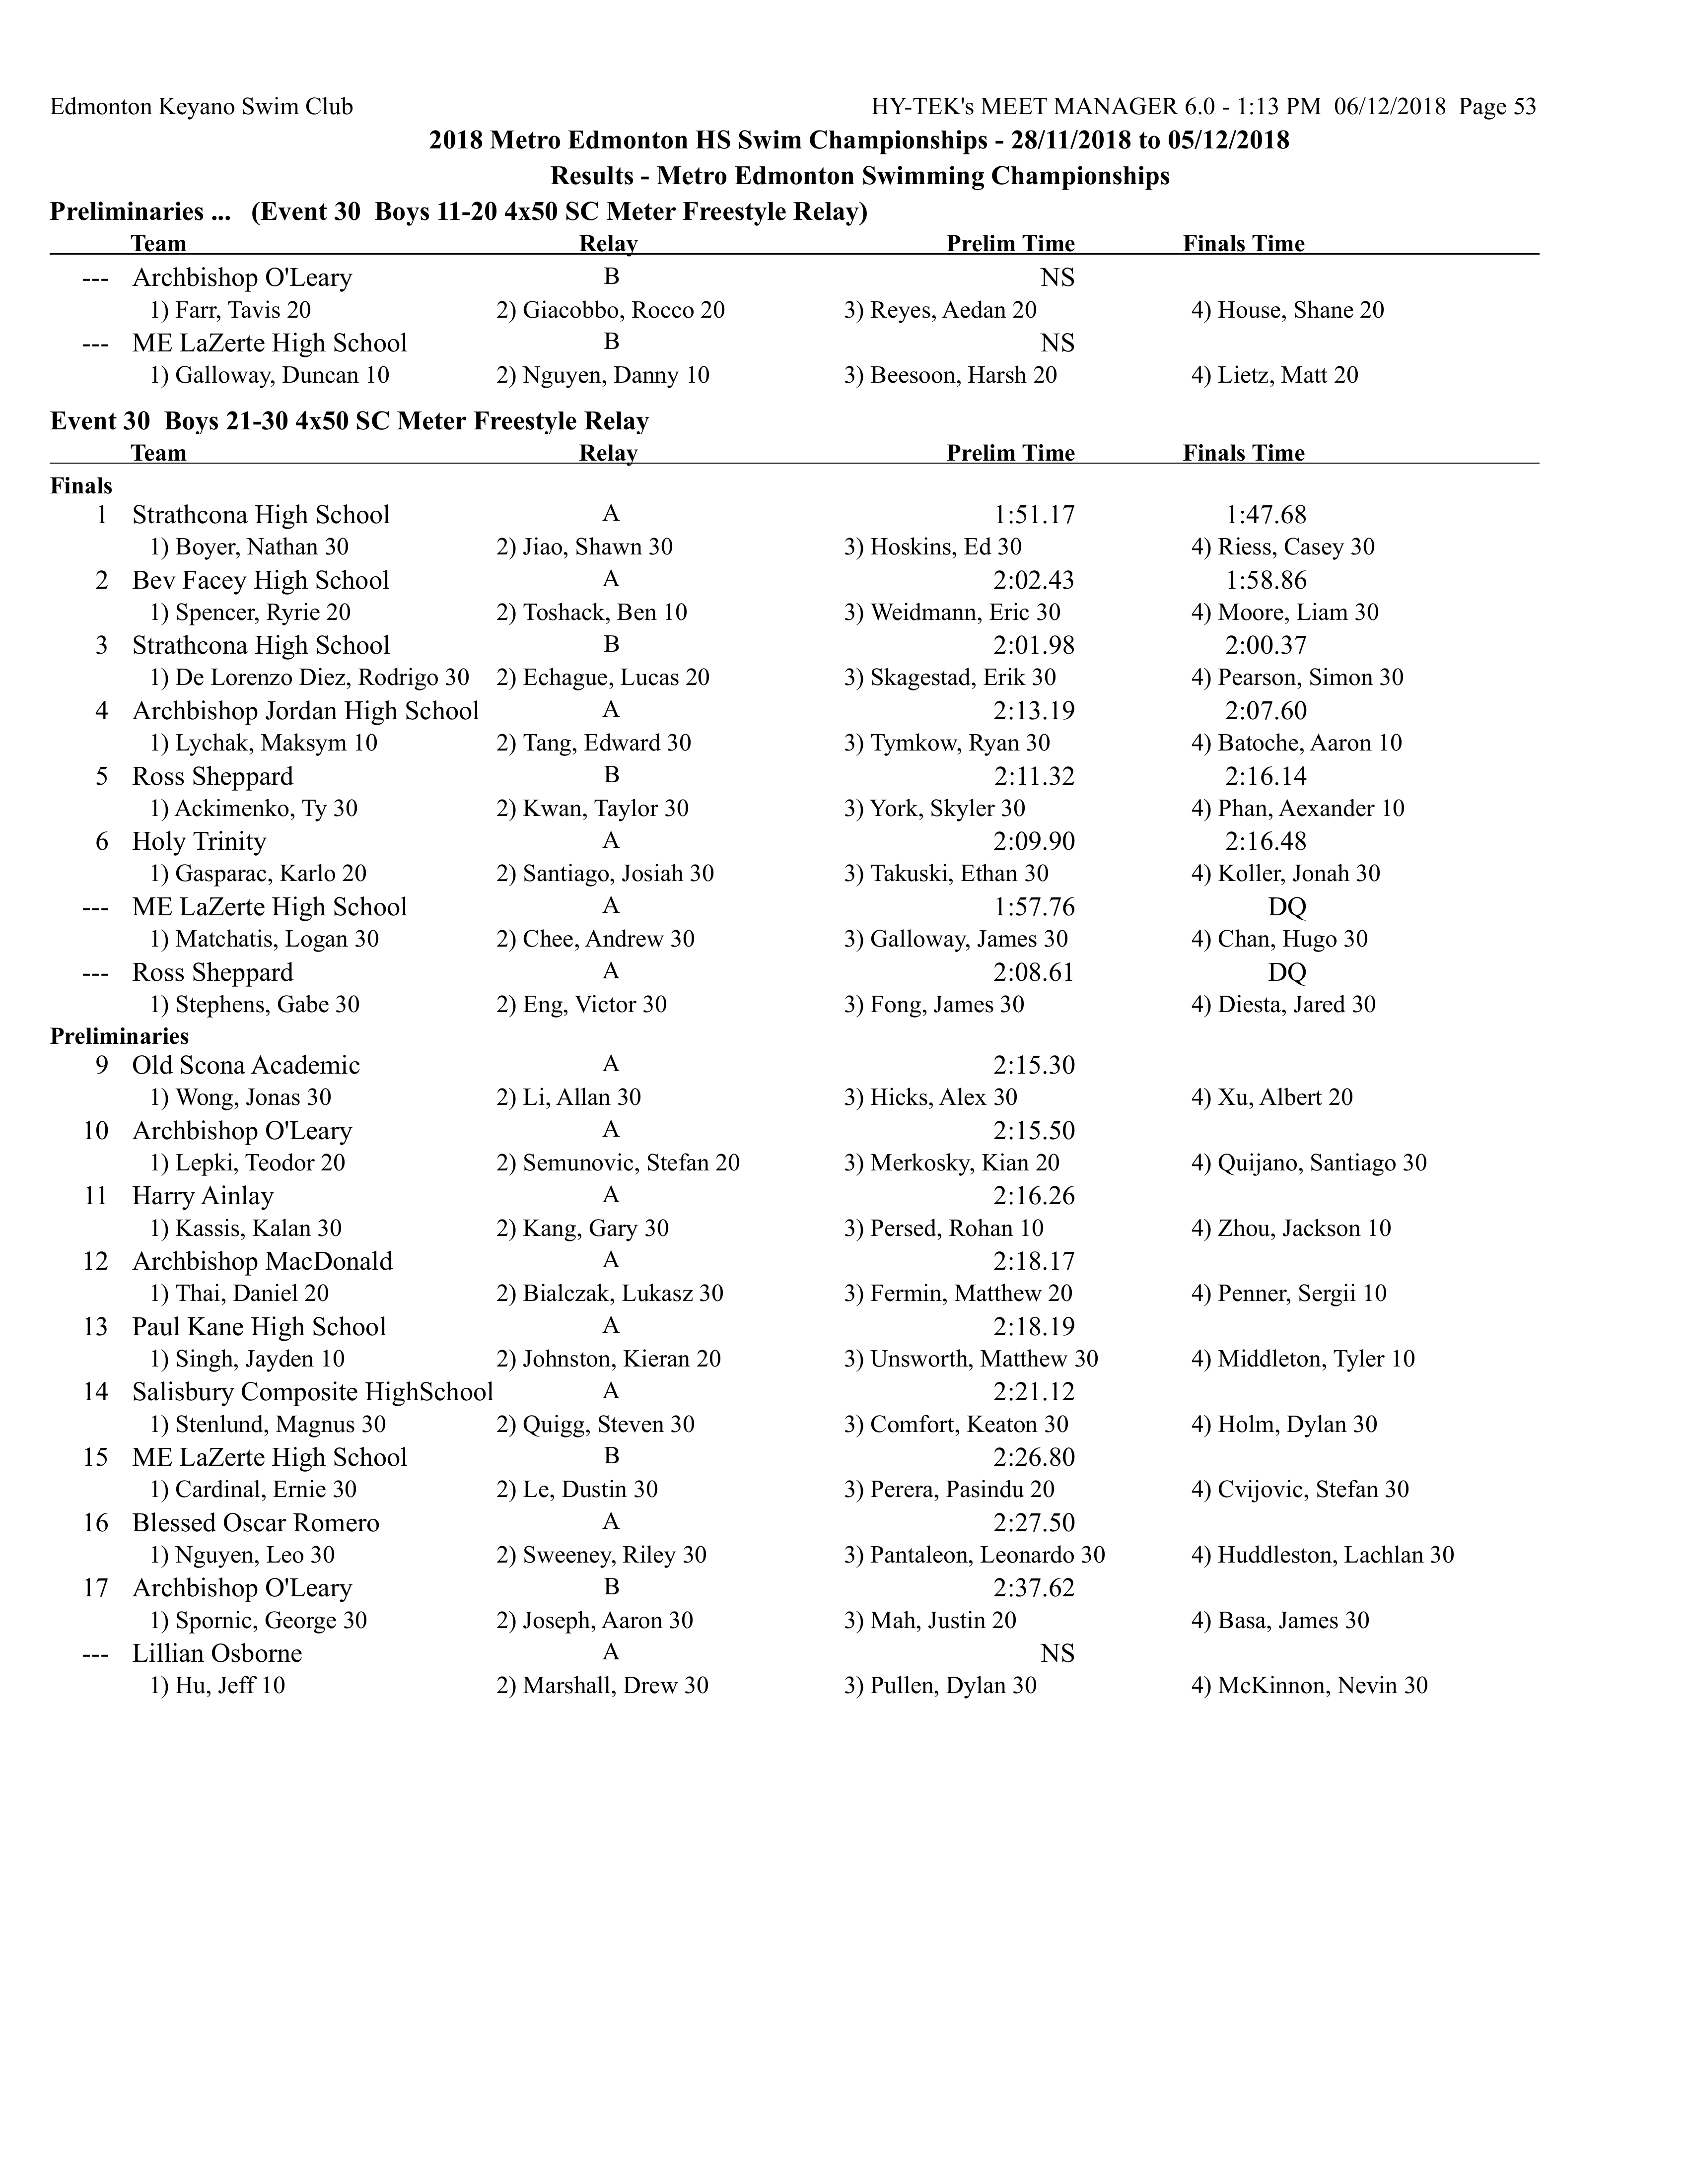 Edmonton Keyano Swim Club HY-TEK's MEET MANAGER 6.0 - 1:13 PM 06/12/2018 Page 53
2018 Metro Edmonton HS Swim Championships - 28/11/2018 to 05/12/2018
Results - Metro Edmonton Swimming Championships
Preliminaries ... (Event 30 Boys 11-20 4x50 SC Meter Freestyle Relay)
Team Relay Prelim Time Finals Time
--- Archbishop O'Leary B NS
1) Farr, Tavis 20 2) Giacobbo, Rocco 20 3) Reyes, Aedan 20 4) House, Shane 20
--- ME LaZerte High School B NS
1) Galloway, Duncan 10 2) Nguyen, Danny 10 3) Beesoon, Harsh 20 4) Lietz, Matt 20
Event 30 Boys 21-30 4x50 SC Meter Freestyle Relay
Team Relay Prelim Time Finals Time
Finals
1 Strathcona High School A 1:51.17 1:47.68
1) Boyer, Nathan 30 2) Jiao, Shawn 30 3) Hoskins, Ed 30 4) Riess, Casey 30
2 Bev Facey High School A 2:02.43 1:58.86
1) Spencer, Ryrie 20 2) Toshack, Ben 10 3) Weidmann, Eric 30 4) Moore, Liam 30
3 Strathcona High School B 2:01.98 2:00.37
1) De Lorenzo Diez, Rodrigo 30 2) Echague, Lucas 20 3) Skagestad, Erik 30 4) Pearson, Simon 30
4 Archbishop Jordan High School A 2:13.19 2:07.60
1) Lychak, Maksym 10 2) Tang, Edward 30 3) Tymkow, Ryan 30 4) Batoche, Aaron 10
5 Ross Sheppard B 2:11.32 2:16.14
1) Ackimenko, Ty 30 2) Kwan, Taylor 30 3) York, Skyler 30 4) Phan, Aexander 10
6 Holy Trinity A 2:09.90 2:16.48
1) Gasparac, Karlo 20 2) Santiago, Josiah 30 3) Takuski, Ethan 30 4) Koller, Jonah 30
--- ME LaZerte High School A 1:57.76 DQ
1) Matchatis, Logan 30 2) Chee, Andrew 30 3) Galloway, James 30 4) Chan, Hugo 30
--- Ross Sheppard A 2:08.61 DQ
1) Stephens, Gabe 30 2) Eng, Victor 30 3) Fong, James 30 4) Diesta, Jared 30
Preliminaries
9 Old Scona Academic A 2:15.30
1) Wong, Jonas 30 2) Li, Allan 30 3) Hicks, Alex 30 4) Xu, Albert 20
10 Archbishop O'Leary A 2:15.50
1) Lepki, Teodor 20 2) Semunovic, Stefan 20 3) Merkosky, Kian 20 4) Quijano, Santiago 30
11 Harry Ainlay A 2:16.26
1) Kassis, Kalan 30 2) Kang, Gary 30 3) Persed, Rohan 10 4) Zhou, Jackson 10
12 Archbishop MacDonald A 2:18.17
1) Thai, Daniel 20 2) Bialczak, Lukasz 30 3) Fermin, Matthew 20 4) Penner, Sergii 10
13 Paul Kane High School A 2:18.19
1) Singh, Jayden 10 2) Johnston, Kieran 20 3) Unsworth, Matthew 30 4) Middleton, Tyler 10
14 Salisbury Composite HighSchool A 2:21.12
1) Stenlund, Magnus 30 2) Quigg, Steven 30 3) Comfort, Keaton 30 4) Holm, Dylan 30
15 ME LaZerte High School B 2:26.80
1) Cardinal, Ernie 30 2) Le, Dustin 30 3) Perera, Pasindu 20 4) Cvijovic, Stefan 30
16 Blessed Oscar Romero A 2:27.50
1) Nguyen, Leo 30 2) Sweeney, Riley 30 3) Pantaleon, Leonardo 30 4) Huddleston, Lachlan 30
17 Archbishop O'Leary B 2:37.62
1) Spornic, George 30 2) Joseph, Aaron 30 3) Mah, Justin 20 4) Basa, James 30
--- Lillian Osborne A NS
1) Hu, Jeff 10 2) Marshall, Drew 30 3) Pullen, Dylan 30 4) McKinnon, Nevin 30